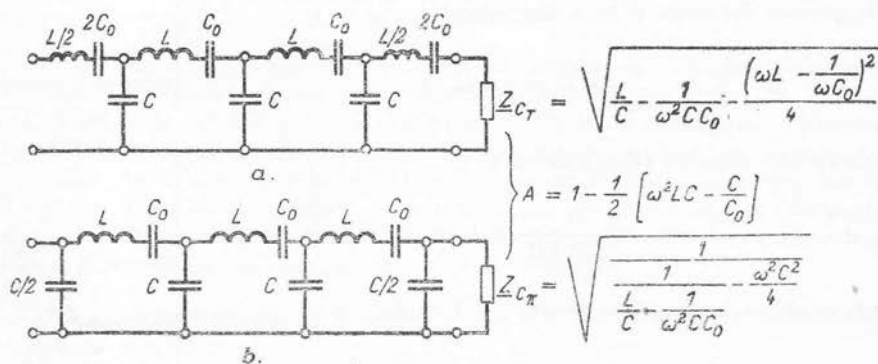 L/2 2C₀ L C₀ L C₀ L/2 2C₀
C C C
Z_CT = √(L/C - 1/(ω²CC₀) - (ωL - 1/(ωC₀))²/4)
a.
A = 1 - 1/2 [ω²LC - C/C₀]
L C₀ L C₀ L C₀
C/2 C C C/2
Z_Cπ = √(1/(1/(L/C - 1/(ω²CC₀)) - ω²C²/4))
b.